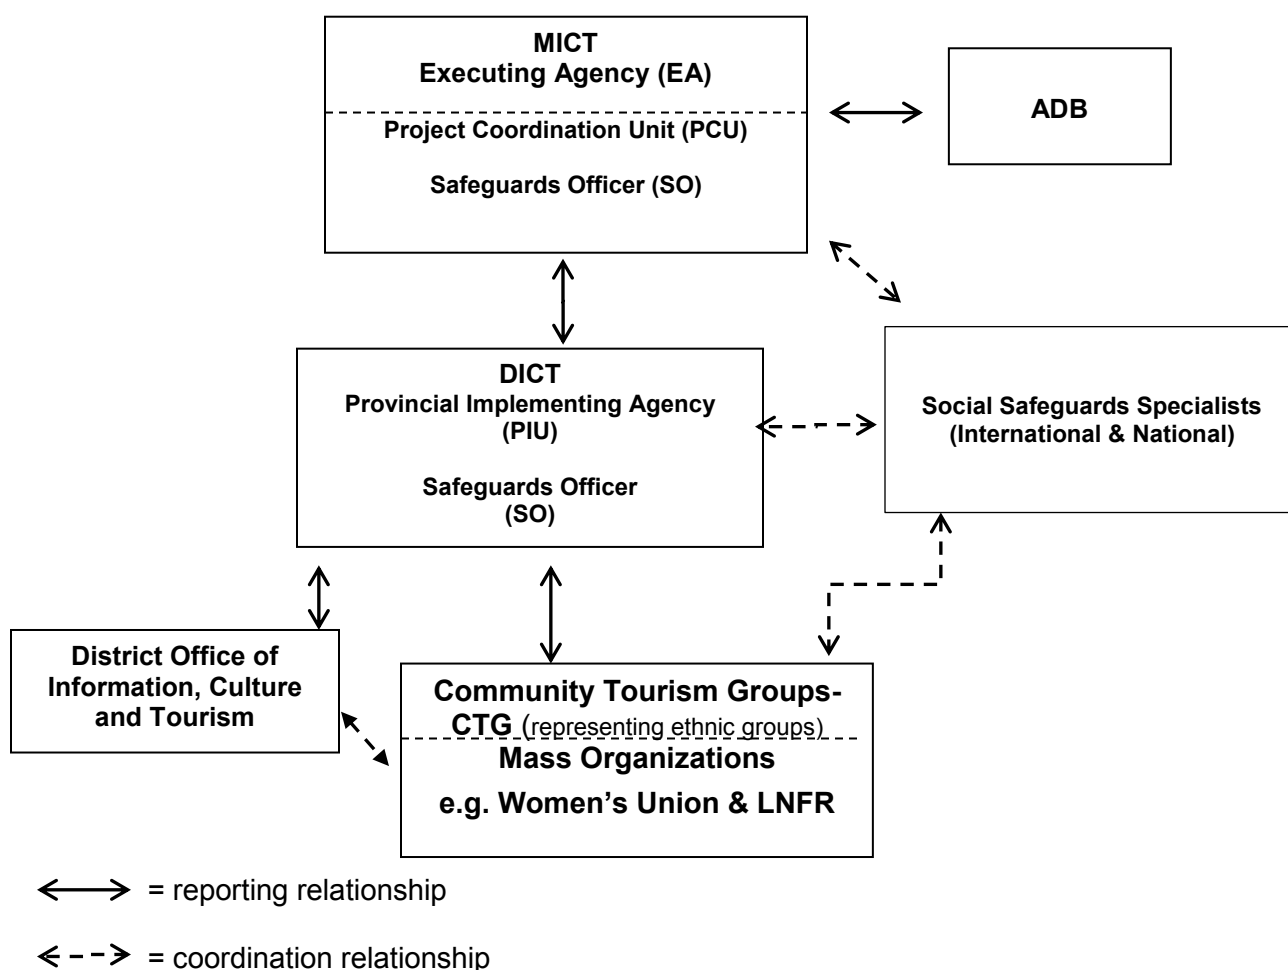 MICT
Executing Agency (EA)
Project Coordination Unit (PCU)
Safeguards Officer (SO)
ADB
DICT
Provincial Implementing Agency
(PIU)
Safeguards Officer
(SO)
Social Safeguards Specialists
(International & National)
District Office of
Information, Culture
and Tourism
Community Tourism Groups-
CTG (representing ethnic groups)
Mass Organizations
e.g. Women’s Union & LNFR
= reporting relationship
= coordination relationship